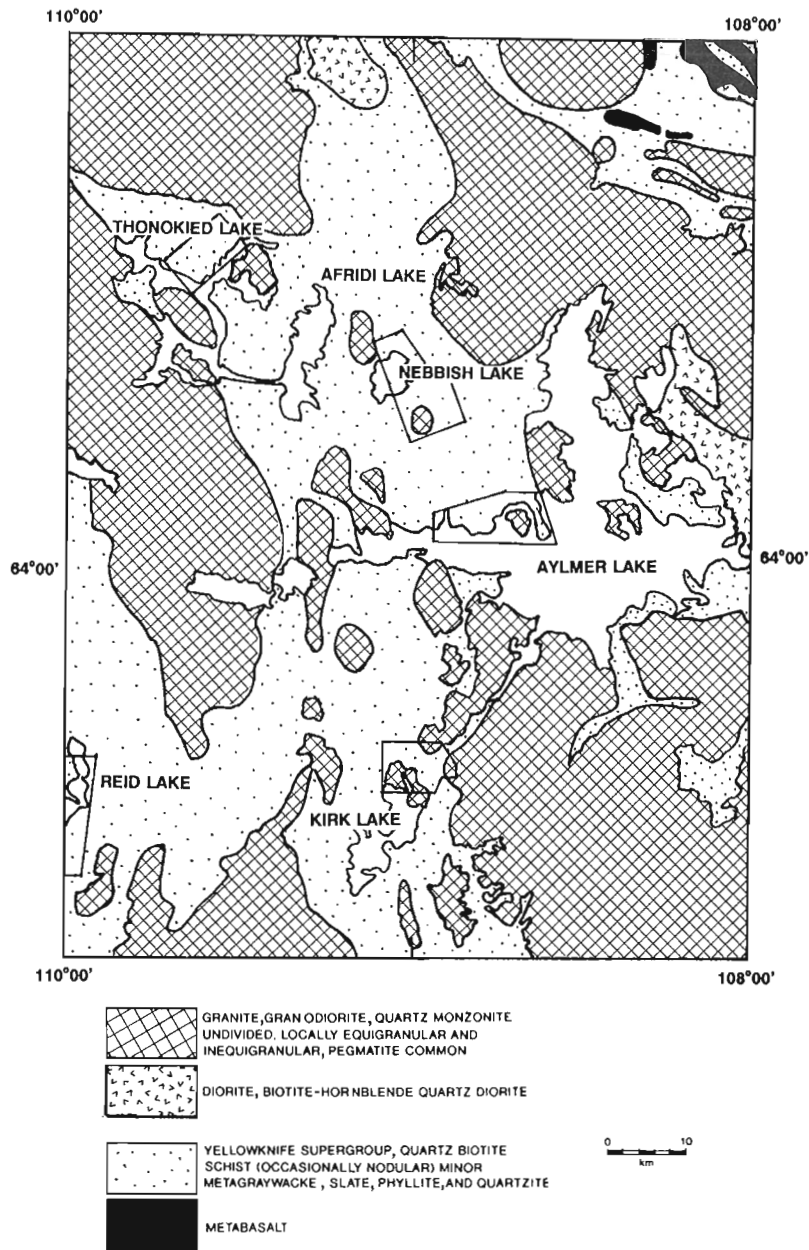 110°00'
108°00'
THONOKIED LAKE
AFRIDI LAKE
NEBBISH LAKE
64°00'
64°00'
AYLMER LAKE
REID LAKE
KIRK LAKE
110°00'
108°00'
GRANITE, GRANODIORITE, QUARTZ MONZONITE
UNDIVIDED. LOCALLY EQUIGRANULAR AND
INEQUIGRANULAR, PEGMATITE COMMON
DIORITE, BIOTITE-HORNBLENDE QUARTZ DIORITE
YELLOWKNIFE SUPERGROUP, QUARTZ BIOTITE
SCHIST (OCCASIONALLY NODULAR) MINOR
METAGRAYWACKE, SLATE, PHYLLITE, AND QUARTZITE
0 10
km
METABASALT